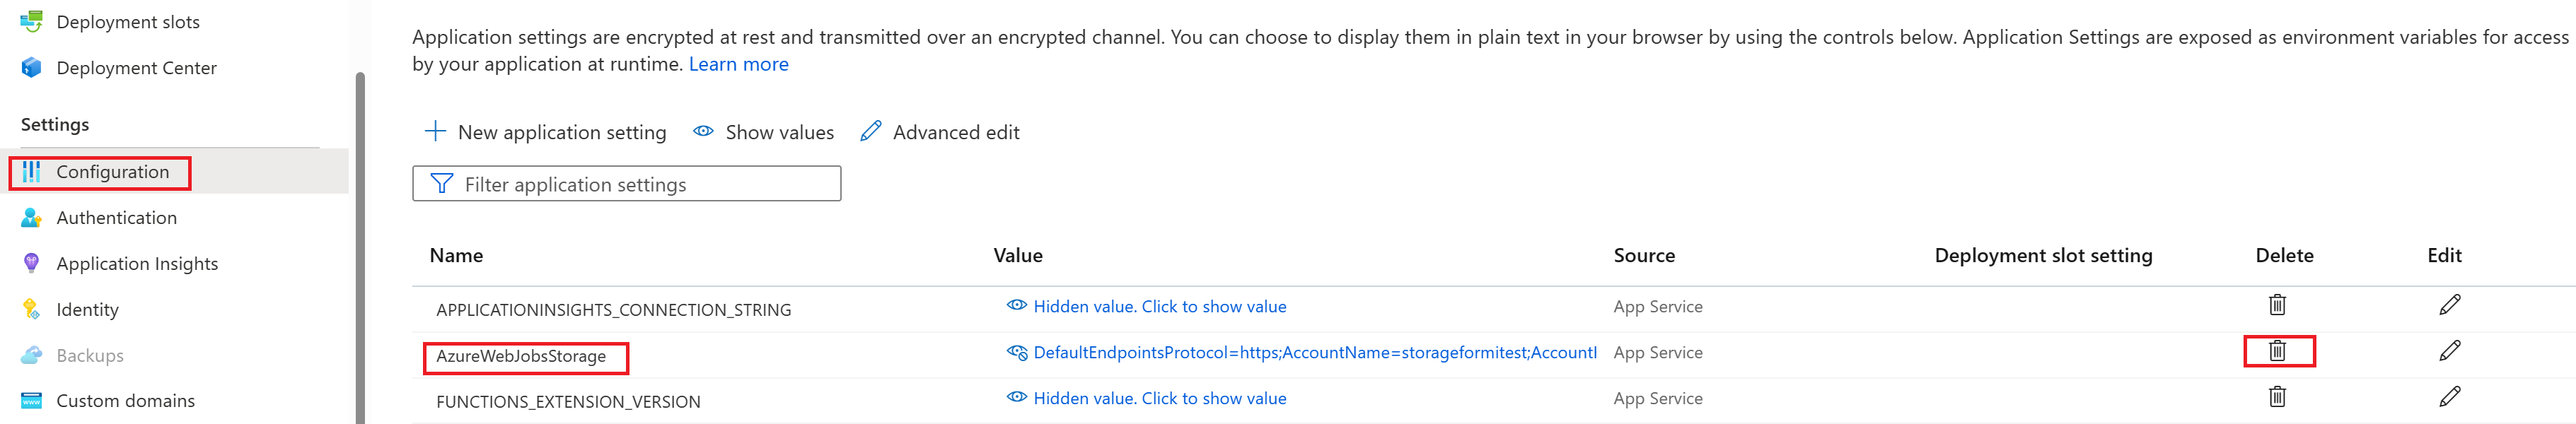 Deployment slots
Deployment Center
Settings
Configuration
Authentication
Application Insights
Identity
Backups
Custom domains
Application settings are encrypted at rest and transmitted over an encrypted channel. You can choose to display them in plain text in your browser by using the controls below. Application Settings are exposed as environment variables for access
by your application at runtime. Learn more
New application setting Show values Advanced edit
Filter application settings
Name Value Source Deployment slot setting Delete Edit
APPLICATIONINSIGHTS_CONNECTION_STRING Hidden value. Click to show value App Service
AzureWebJobsStorage DefaultEndpointsProtocol=https;AccountName=storageformitest;AccountI App Service
FUNCTIONS_EXTENSION_VERSION Hidden value. Click to show value App Service